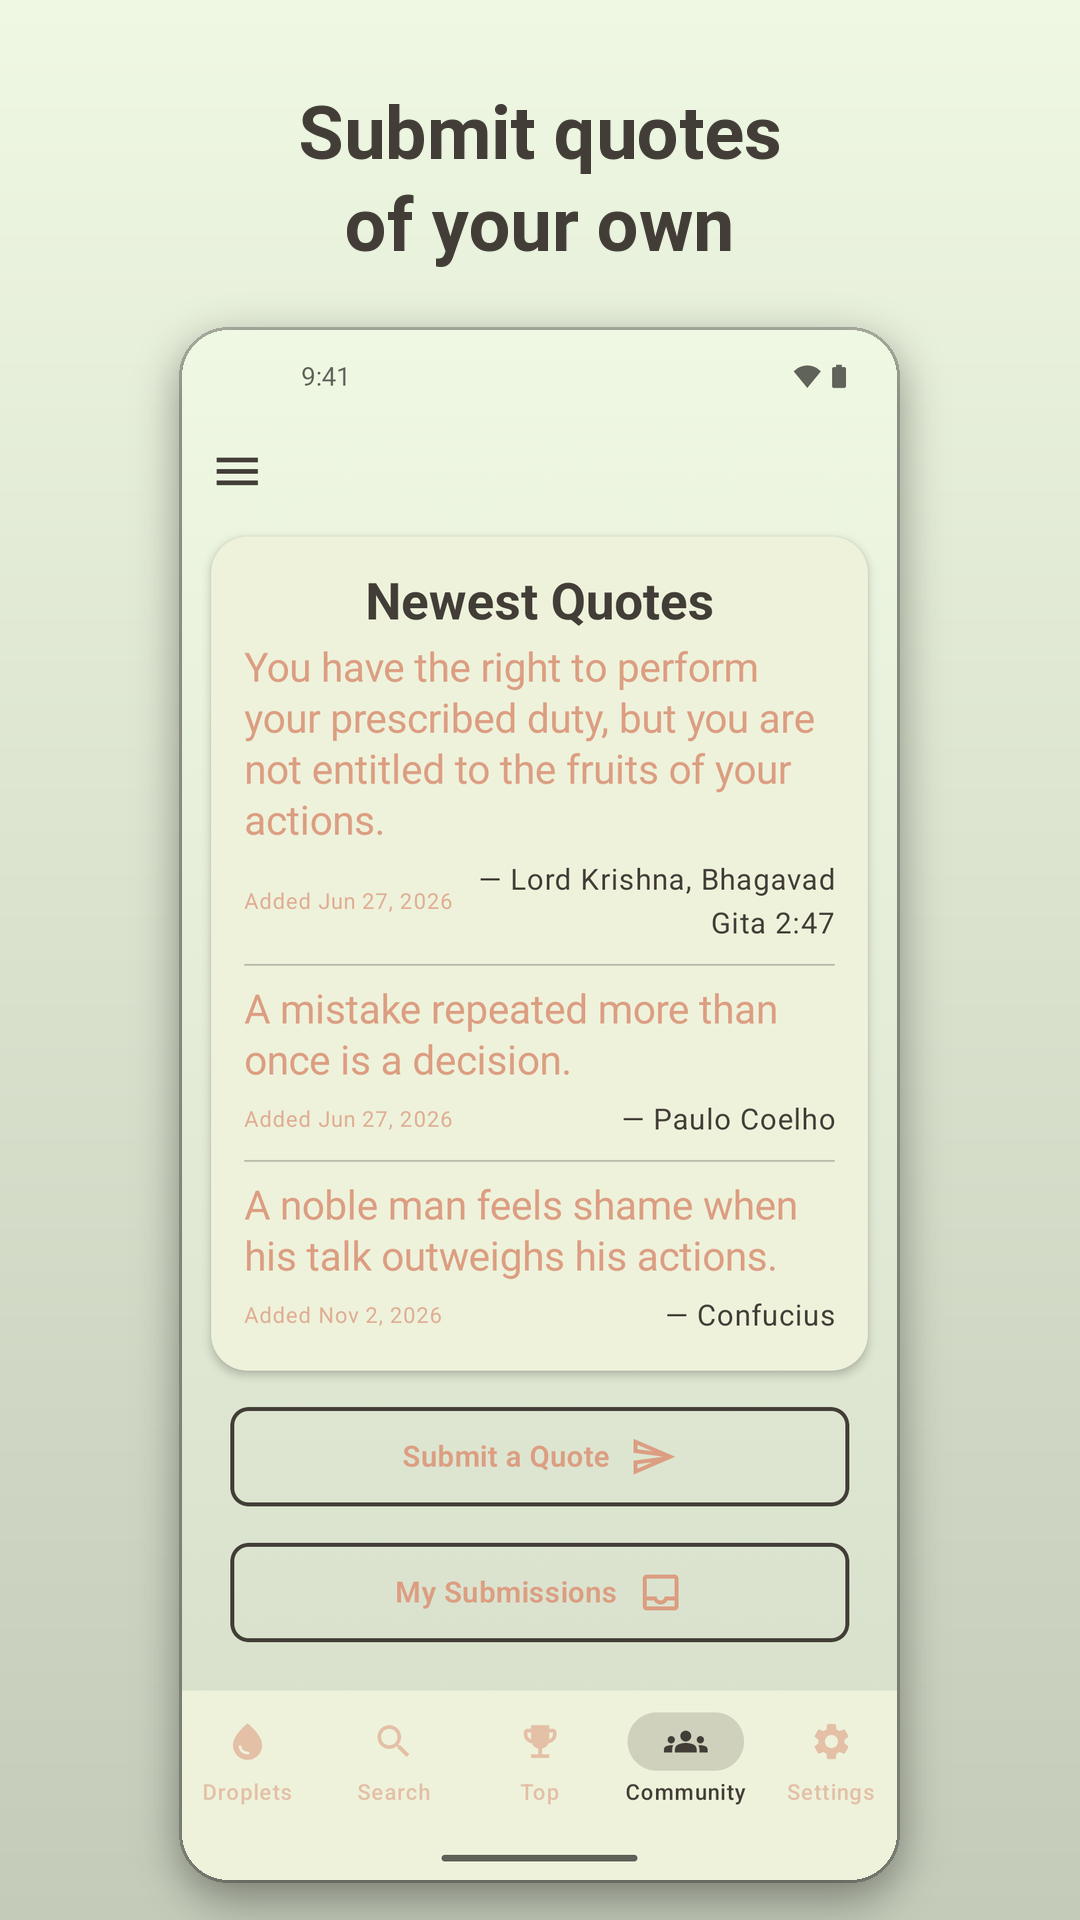 Submit quotes
of your own
9:41
Newest Quotes
You have the right to perform
your prescribed duty, but you are
not entitled to the fruits of your
actions.
— Lord Krishna, Bhagavad
Gita 2:47
Added Jun 27, 2026
A mistake repeated more than
once is a decision.
Added Jun 27, 2026
— Paulo Coelho
A noble man feels shame when
his talk outweighs his actions.
Added Nov 2, 2026
— Confucius
Submit a Quote
My Submissions
Droplets
Search
Top
Community
Settings